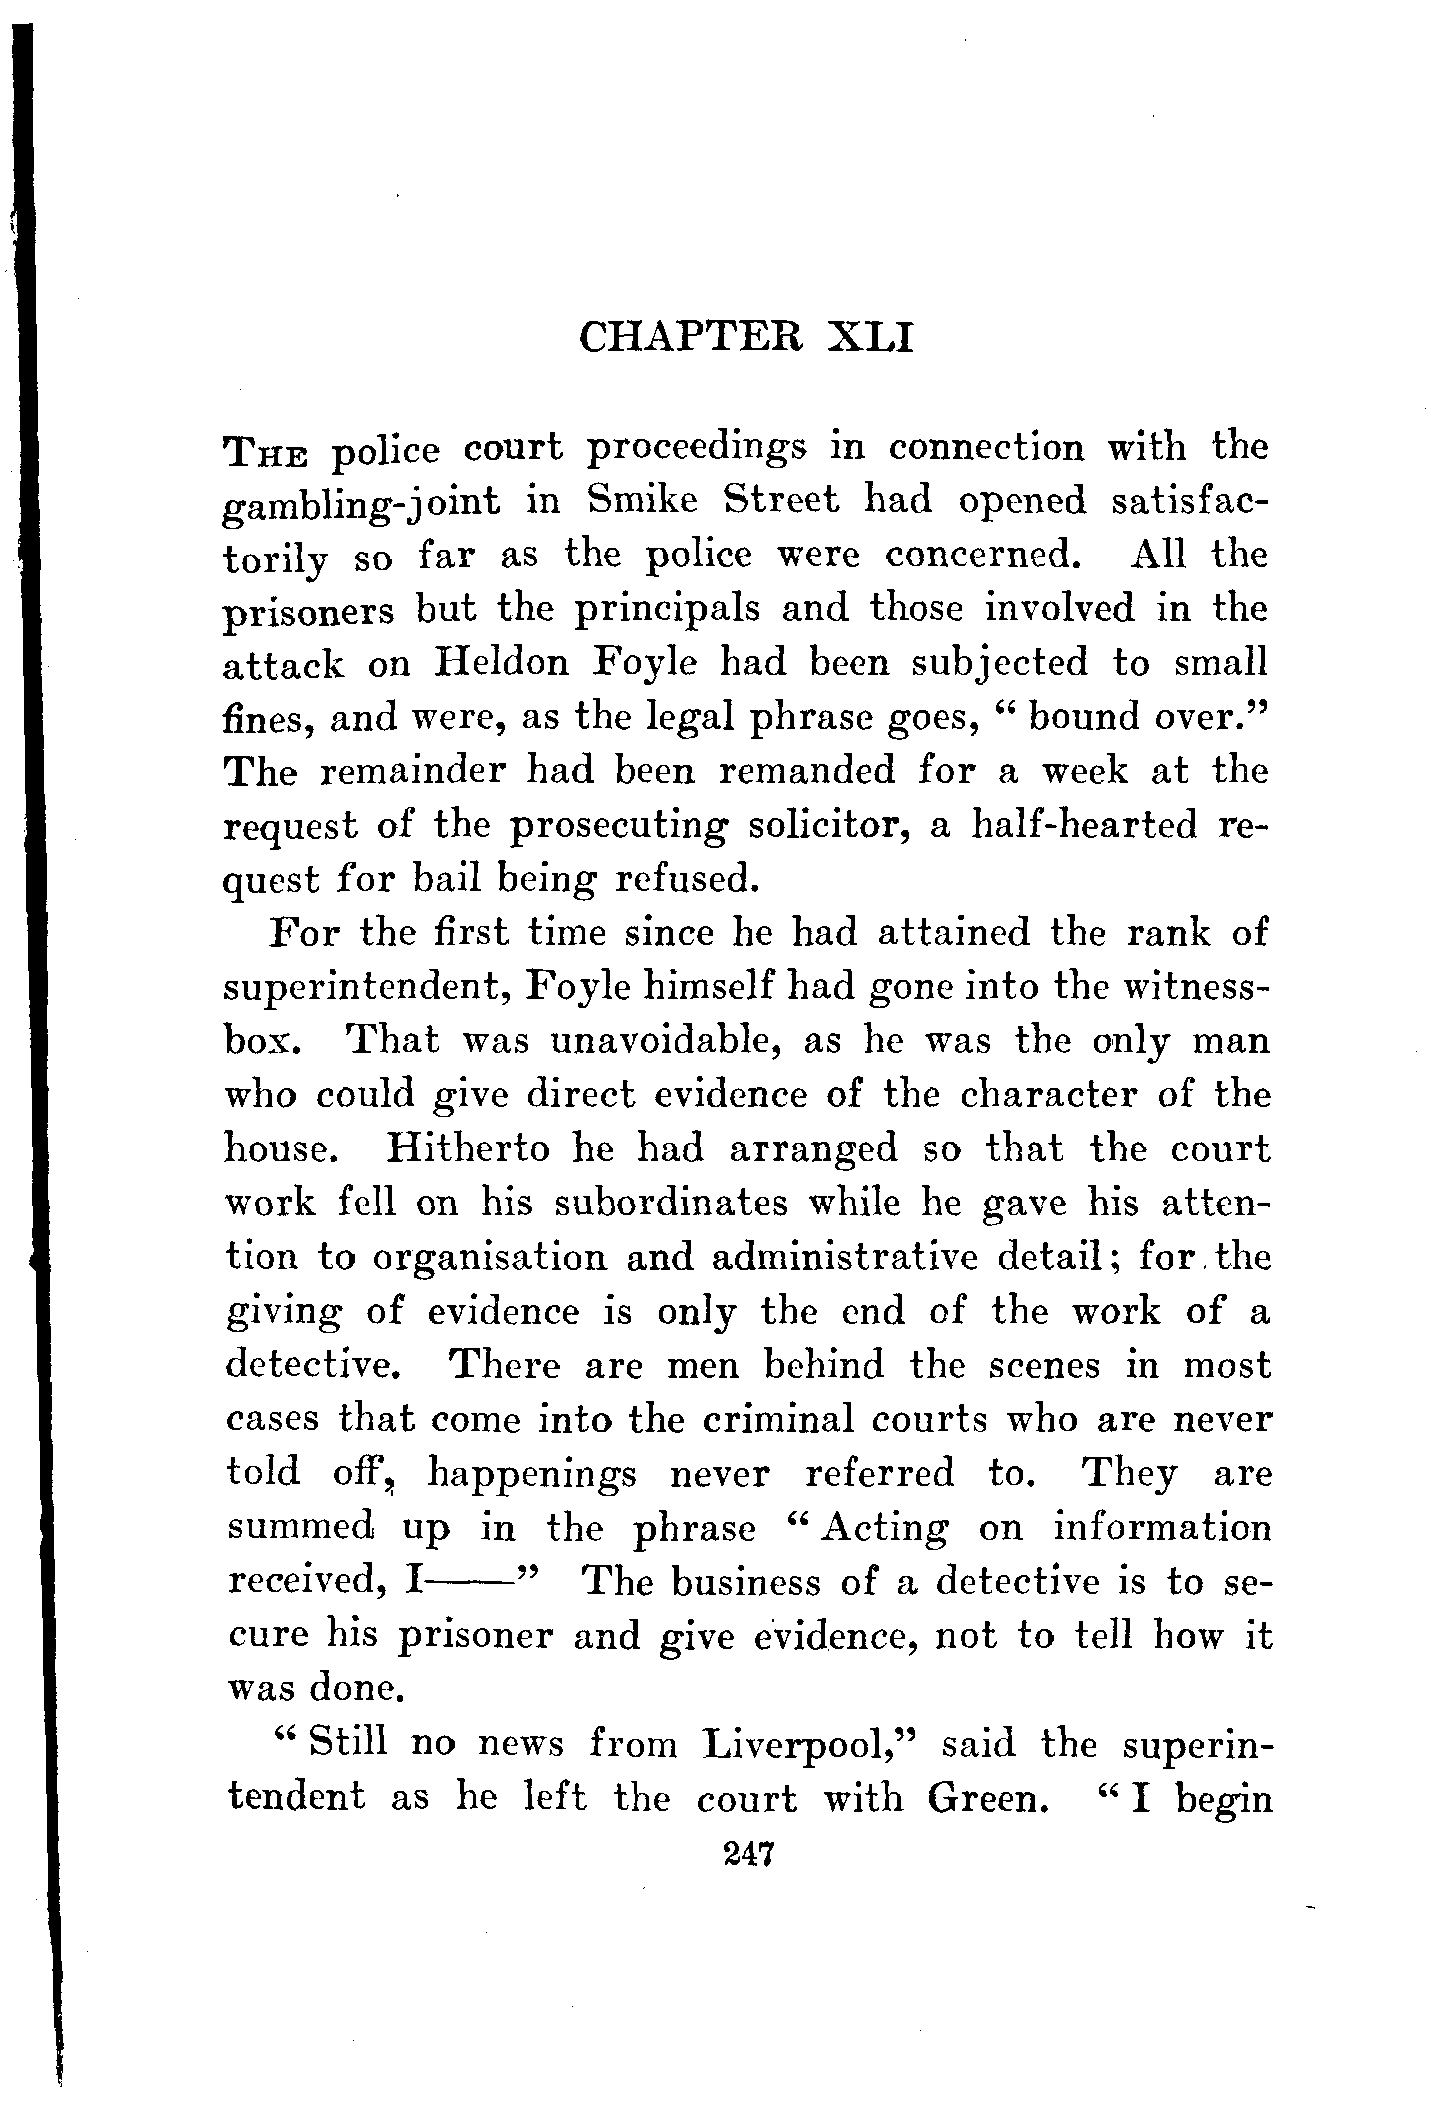 CHAPTER XLI
THE police court proceedings in connection with the
gambling-joint in Smike Street had opened satisfac-
torily so far as the police were concerned. All the
prisoners but the principals and those involved in the
attack on Heldon Foyle had been subjected to small
fines, and were, as the legal phrase goes, “ bound over.”
The remainder had been remanded for a week at the
request of the prosecuting solicitor, a half-hearted re-
quest for bail being refused.
For the first time since he had attained the rank of
superintendent, Foyle himself had gone into the witness-
box. That was unavoidable, as he was the only man
who could give direct evidence of the character of the
house. Hitherto he had arranged so that the court
work fell on his subordinates while he gave his atten-
tion to organisation and administrative detail; for the
giving of evidence is only the end of the work of a
detective. There are men behind the scenes in most
cases that come into the criminal courts who are never
told off, happenings never referred to. They are
summed up in the phrase “ Acting on information
received, I——” The business of a detective is to se-
cure his prisoner and give evidence, not to tell how it
was done.
“ Still no news from Liverpool,” said the superin-
tendent as he left the court with Green. “ I begin
247